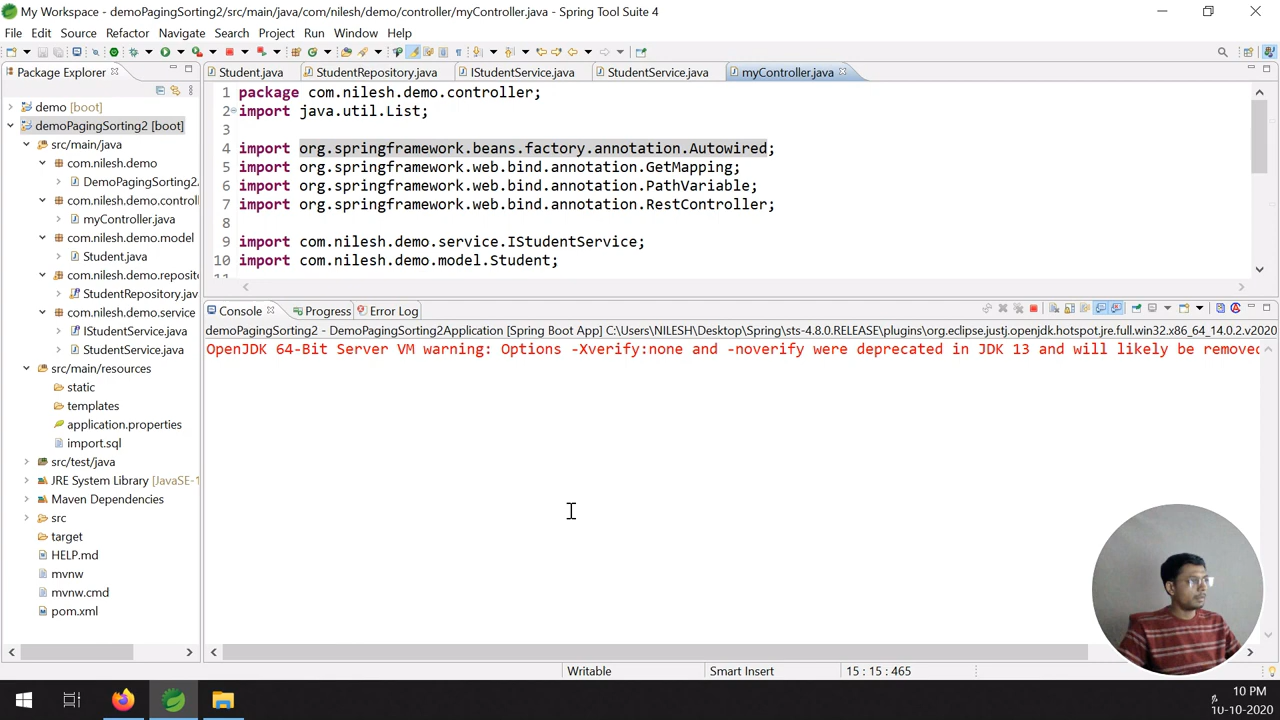 My Workspace - demoPagingSorting2/src/main/java/com/nilesh/demo/controller/myController.java - Spring Tool Suite 4
File Edit Source Refactor Navigate Search Project Run Window Help
Package Explorer
Student.java StudentRepository.java IStudentService.java StudentService.java myController.java
demo [boot]
demoPagingSorting2 [boot]
src/main/java
com.nilesh.demo
DemoPagingSorting2.
com.nilesh.demo.control
myController.java
com.nilesh.demo.model
Student.java
com.nilesh.demo.reposit
StudentRepository.jav
com.nilesh.demo.service
IStudentService.java
StudentService.java
src/main/resources
static
templates
application.properties
import.sql
src/test/java
JRE System Library [JavaSE-1
Maven Dependencies
src
target
HELP.md
mvnw
mvnw.cmd
pom.xml
1 package com.nilesh.demo.controller;
2 import java.util.List;
3
4 import org.springframework.beans.factory.annotation.Autowired;
5 import org.springframework.web.bind.annotation.GetMapping;
6 import org.springframework.web.bind.annotation.PathVariable;
7 import org.springframework.web.bind.annotation.RestController;
8
9 import com.nilesh.demo.service.IStudentService;
10 import com.nilesh.demo.model.Student;
11
Console Progress Error Log
demoPagingSorting2 - DemoPagingSorting2Application [Spring Boot App] C:\Users\NILESH\Desktop\Spring\sts-4.8.0.RELEASE\plugins\org.eclipse.justj.openjdk.hotspot.jre.full.win32.x86_64_14.0.2.v2020
OpenJDK 64-Bit Server VM warning: Options -Xverify:none and -noverify were deprecated in JDK 13 and will likely be removed
Writable Smart Insert 15 : 15 : 465
10 PM
10-10-2020